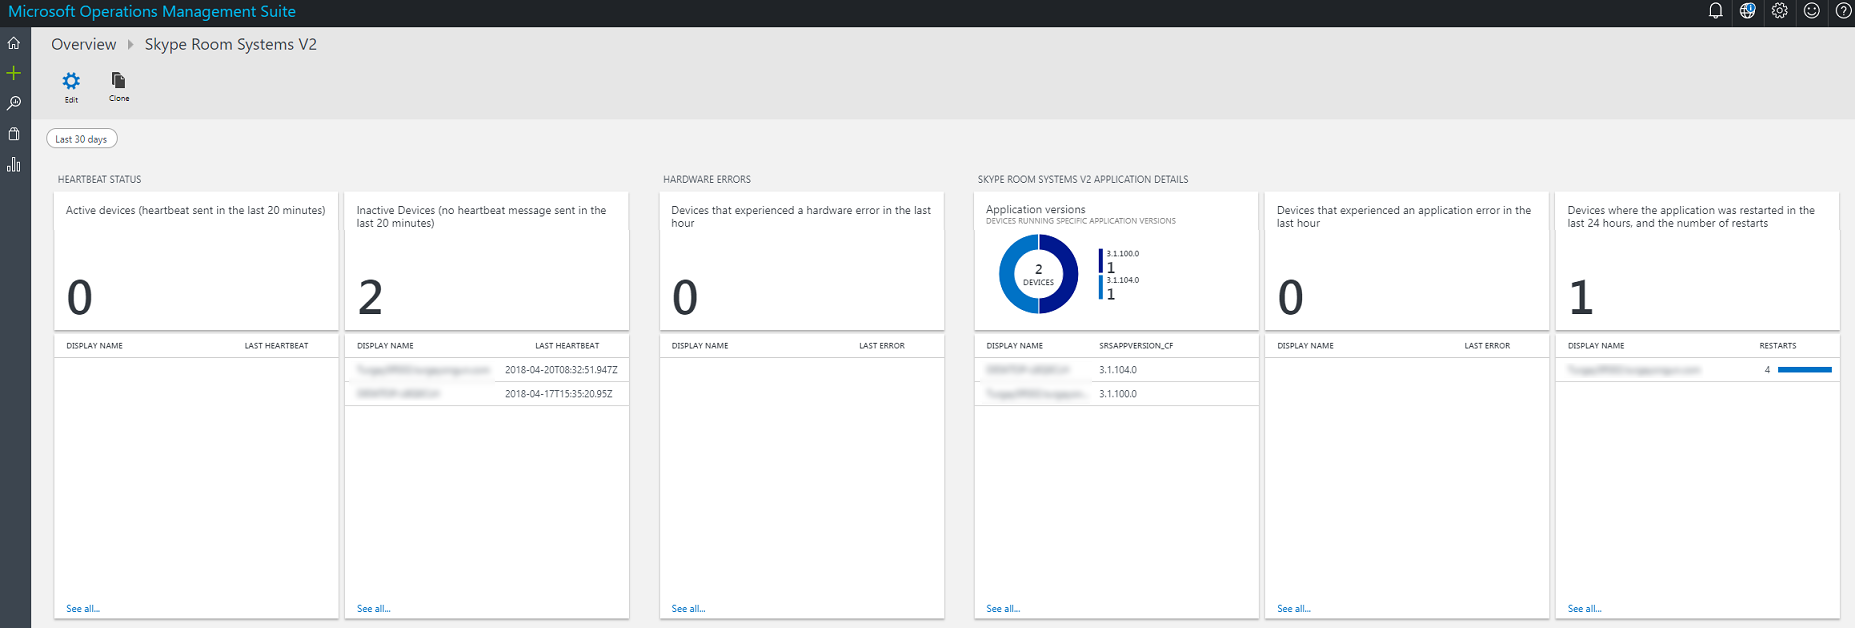 Microsoft Operations Management Suite
Overview Skype Room Systems V2
Edit
Clone
Last 30 days
HEARTBEAT STATUS
Active devices (heartbeat sent in the last 20 minutes)
0
DISPLAY NAME LAST HEARTBEAT
See all...
Inactive Devices (no heartbeat message sent in the
last 20 minutes)
2
DISPLAY NAME LAST HEARTBEAT
2018-04-20T08:32:51.947Z
2018-04-17T15:35:20.95Z
See all...
HARDWARE ERRORS
Devices that experienced a hardware error in the last
hour
0
DISPLAY NAME LAST ERROR
See all...
SKYPE ROOM SYSTEMS V2 APPLICATION DETAILS
Application versions
DEVICES RUNNING SPECIFIC APPLICATION VERSIONS
2
DEVICES
3.1.100.0
1
3.1.104.0
1
DISPLAY NAME SRSAPPVERSION_CF
3.1.104.0
3.1.100.0
See all...
Devices that experienced an application error in the
last hour
0
DISPLAY NAME LAST ERROR
See all...
Devices where the application was restarted in the
last 24 hours, and the number of restarts
1
DISPLAY NAME RESTARTS
4
See all...